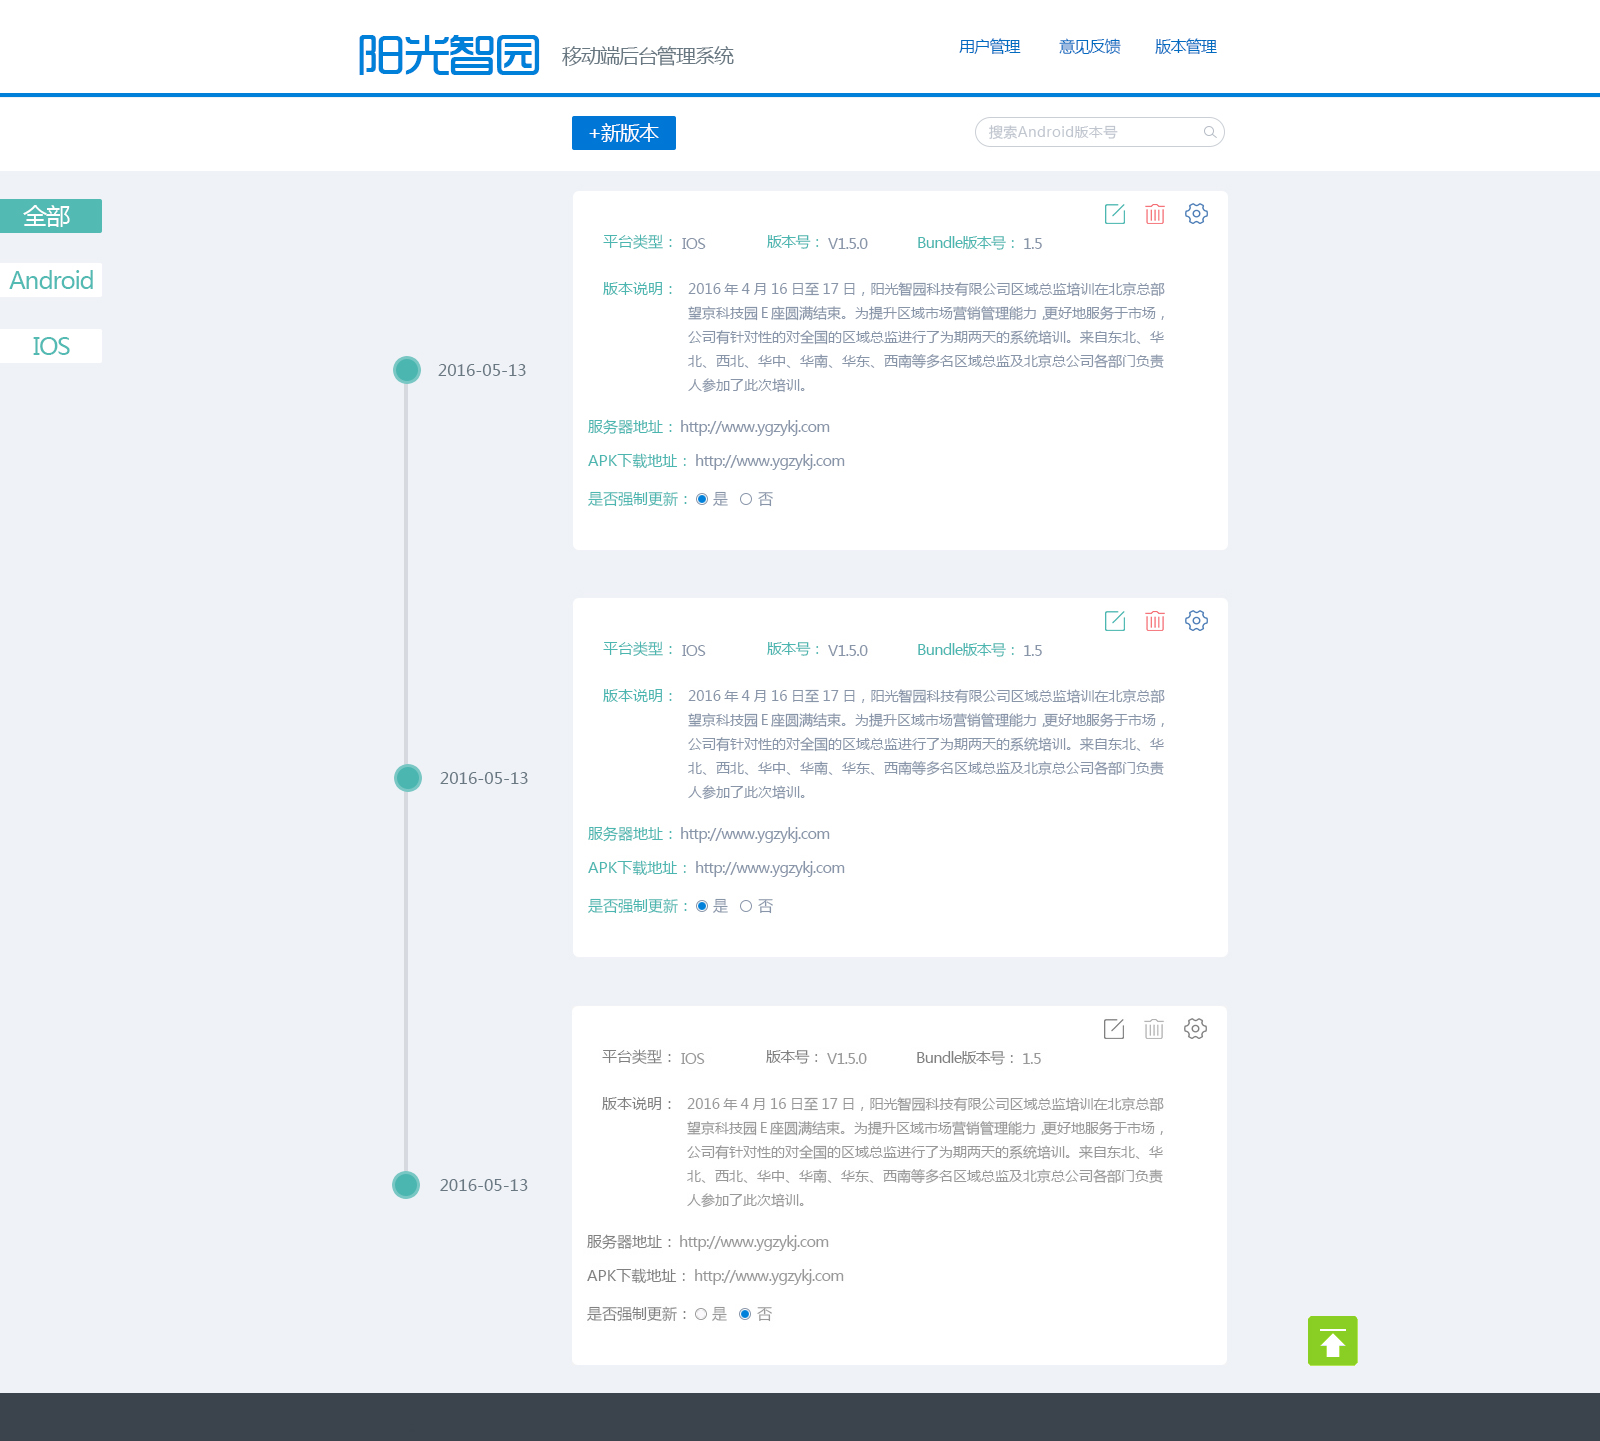 阳光智园 移动端后台管理系统 用户管理 意见反馈 版本管理
+新版本 搜索Android版本号
全部
Android
IOS
平台类型： IOS 版本号： V1.5.0 Bundle版本号： 1.5
版本说明： 2016 年 4 月 16 日至 17 日，阳光智园科技有限公司区域总监培训在北京总部
望京科技园 E 座圆满结束。为提升区域市场营销管理能力 ,更好地服务于市场，
公司有针对性的对全国的区域总监进行了为期两天的系统培训。来自东北、华
北、西北、华中、华南、华东、西南等多名区域总监及北京总公司各部门负责
人参加了此次培训。
2016-05-13
服务器地址： http://www.ygzykj.com
APK下载地址： http://www.ygzykj.com
是否强制更新： 是 否
平台类型： IOS 版本号： V1.5.0 Bundle版本号： 1.5
版本说明： 2016 年 4 月 16 日至 17 日，阳光智园科技有限公司区域总监培训在北京总部
望京科技园 E 座圆满结束。为提升区域市场营销管理能力 ,更好地服务于市场，
公司有针对性的对全国的区域总监进行了为期两天的系统培训。来自东北、华
北、西北、华中、华南、华东、西南等多名区域总监及北京总公司各部门负责
人参加了此次培训。
2016-05-13
服务器地址： http://www.ygzykj.com
APK下载地址： http://www.ygzykj.com
是否强制更新： 是 否
平台类型： IOS 版本号： V1.5.0 Bundle版本号： 1.5
版本说明： 2016 年 4 月 16 日至 17 日，阳光智园科技有限公司区域总监培训在北京总部
望京科技园 E 座圆满结束。为提升区域市场营销管理能力 ,更好地服务于市场，
公司有针对性的对全国的区域总监进行了为期两天的系统培训。来自东北、华
北、西北、华中、华南、华东、西南等多名区域总监及北京总公司各部门负责
人参加了此次培训。
2016-05-13
服务器地址： http://www.ygzykj.com
APK下载地址： http://www.ygzykj.com
是否强制更新： 是 否